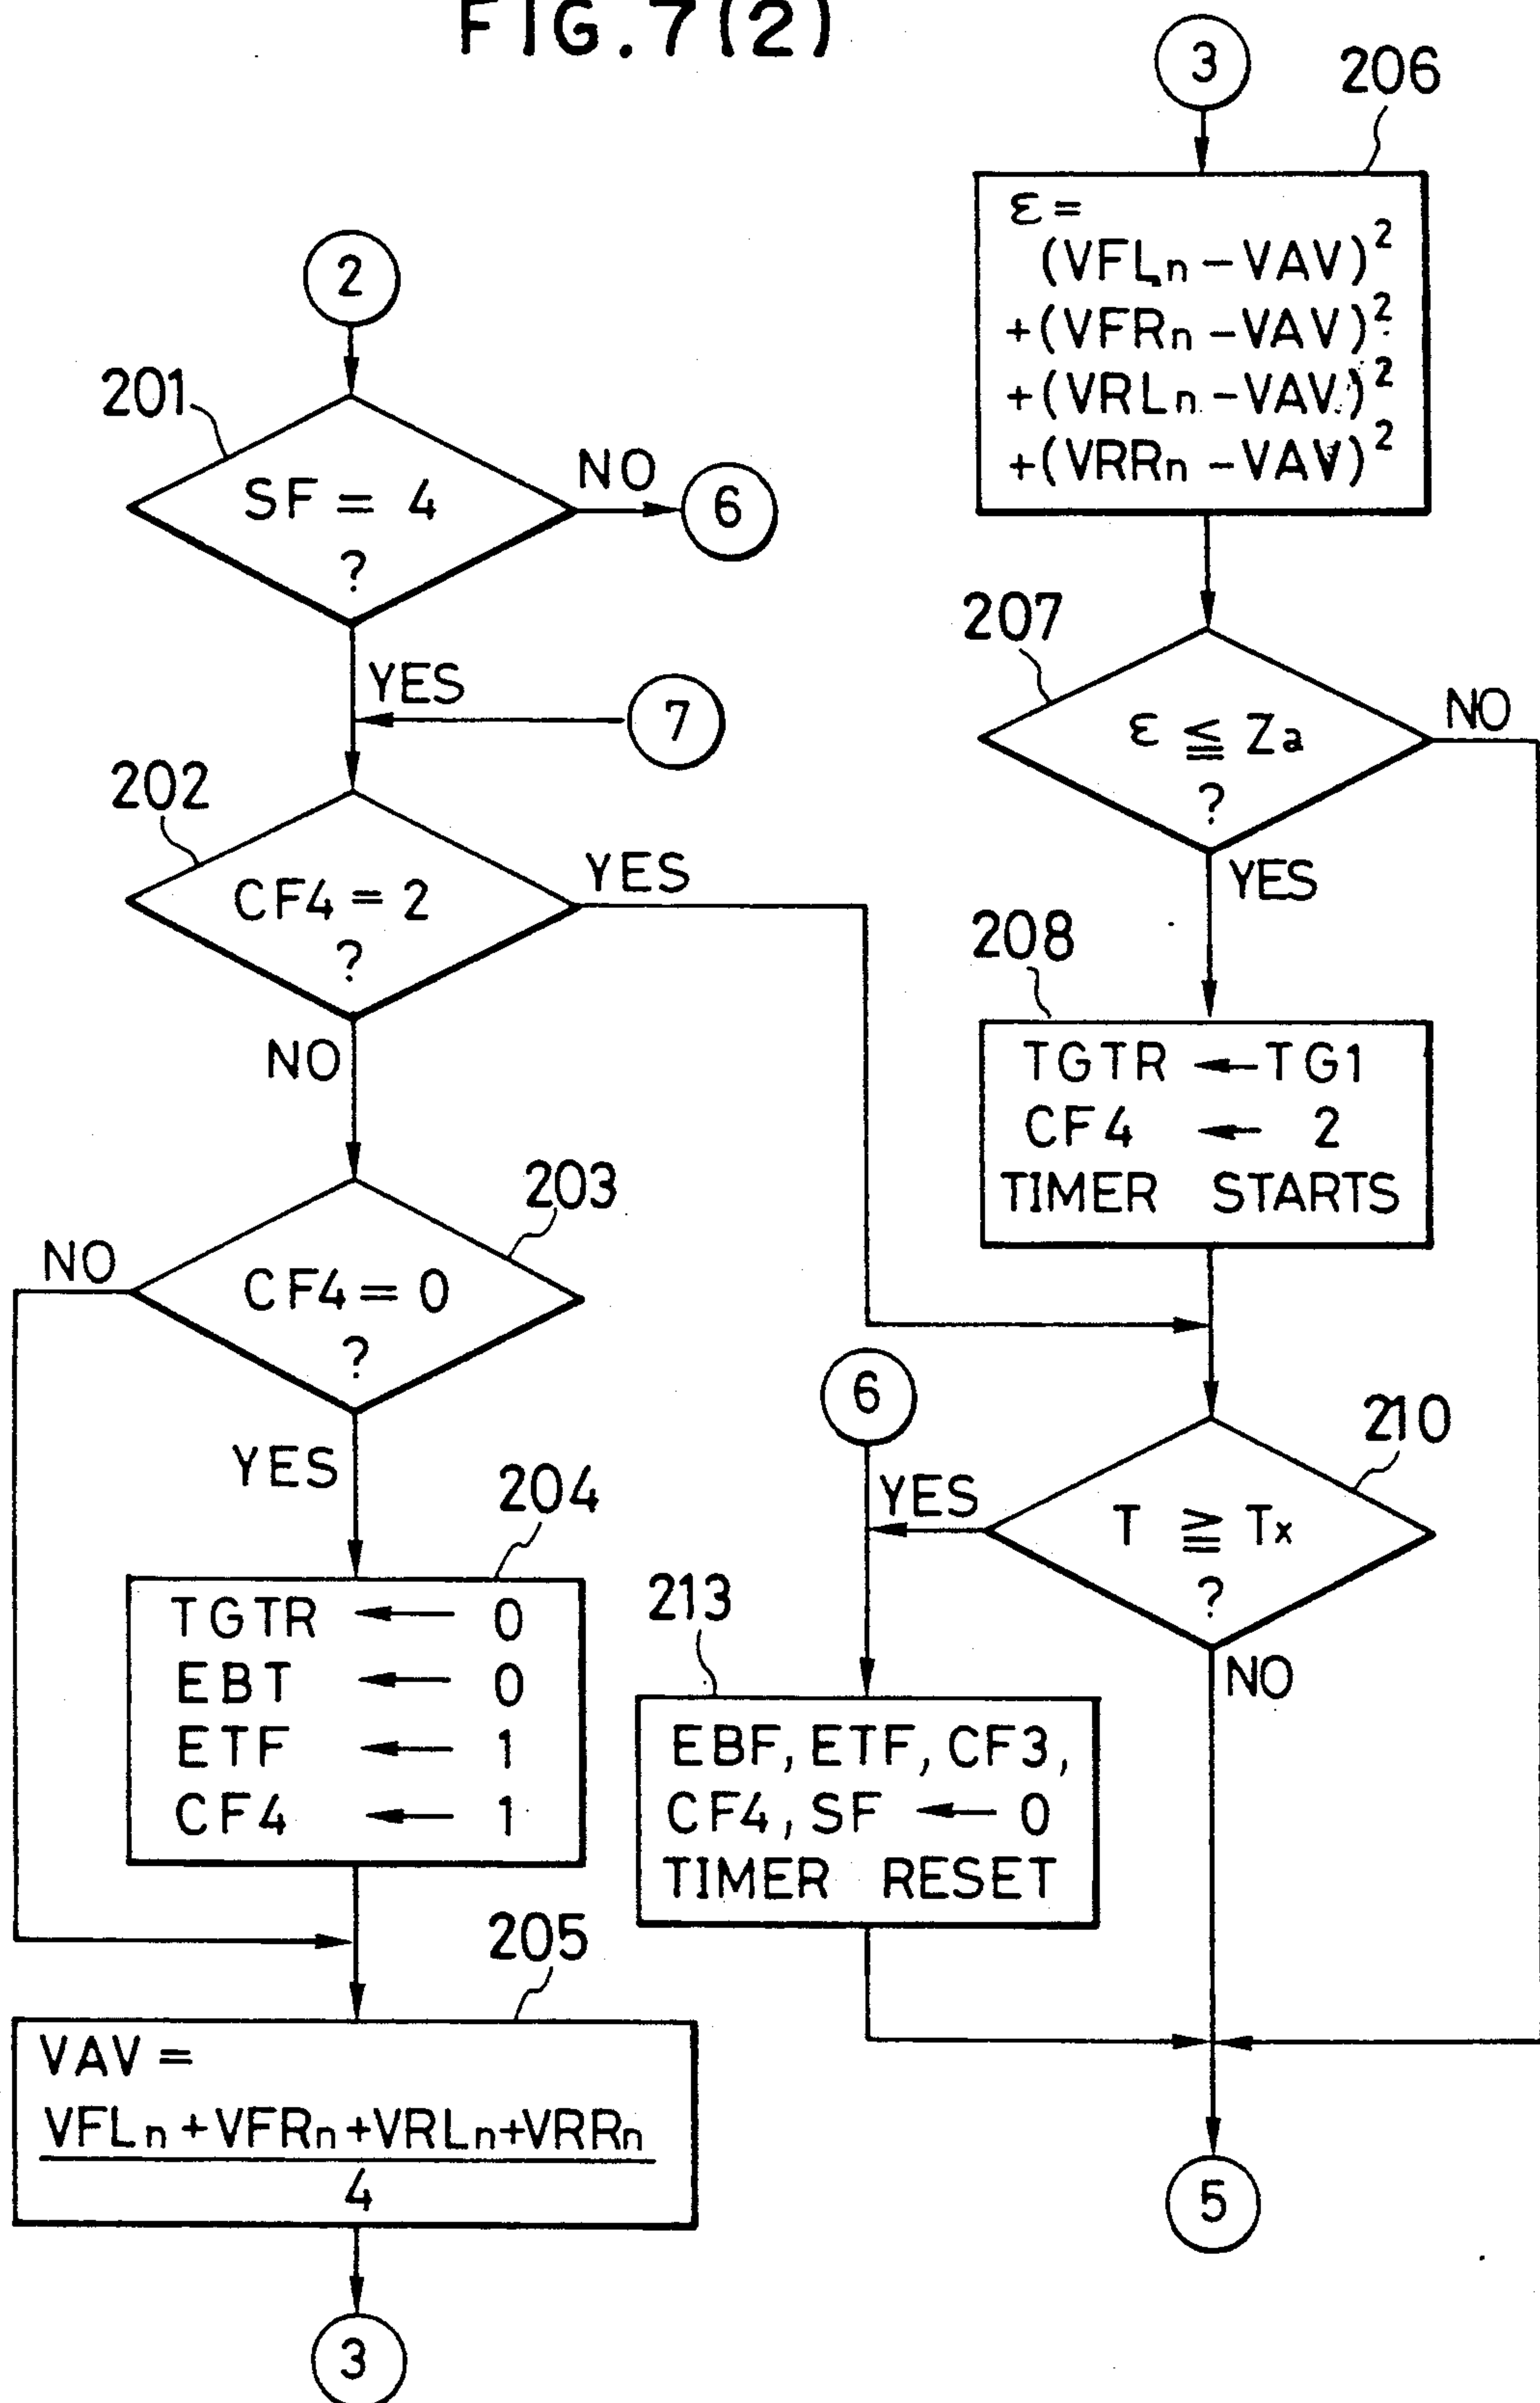 FIG. 7(2)
2
201
SF = 4
?
NO
6
YES
7
202
CF4 = 2
?
YES
NO
203
CF4 = 0
?
NO
YES
204
TGTR ← 0
EBT ← 0
ETF ← 1
CF4 ← 1
205
VAV =
VFLn + VFRn + VRLn + VRRn
4
3
3
206
ε =
(VFLn − VAV)²
+(VFRn − VAV)²
+(VRLn − VAV)²
+(VRRn − VAV)²
207
ε ≦ Za
?
NO
YES
208
TGTR ← TG1
CF4 ← 2
TIMER STARTS
6
210
T ≧ Tx
?
YES
NO
213
EBF, ETF, CF3,
CF4, SF ← 0
TIMER RESET
5